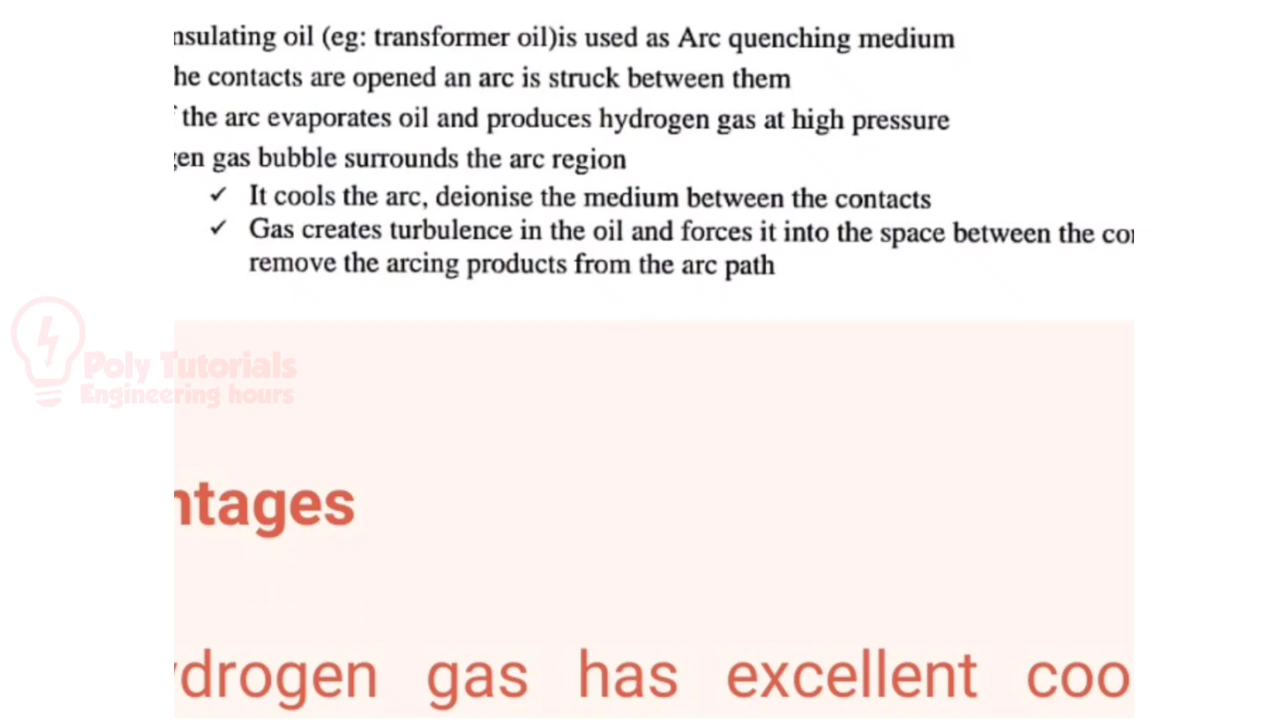 nsulating oil (eg: transformer oil)is used as Arc quenching medium
he contacts are opened an arc is struck between them
the arc evaporates oil and produces hydrogen gas at high pressure
gen gas bubble surrounds the arc region
✓ It cools the arc, deionise the medium between the contacts
✓ Gas creates turbulence in the oil and forces it into the space between the co
remove the arcing products from the arc path
Poly Tutorials
Engineering hours
ntages
ydrogen gas has excellent coo